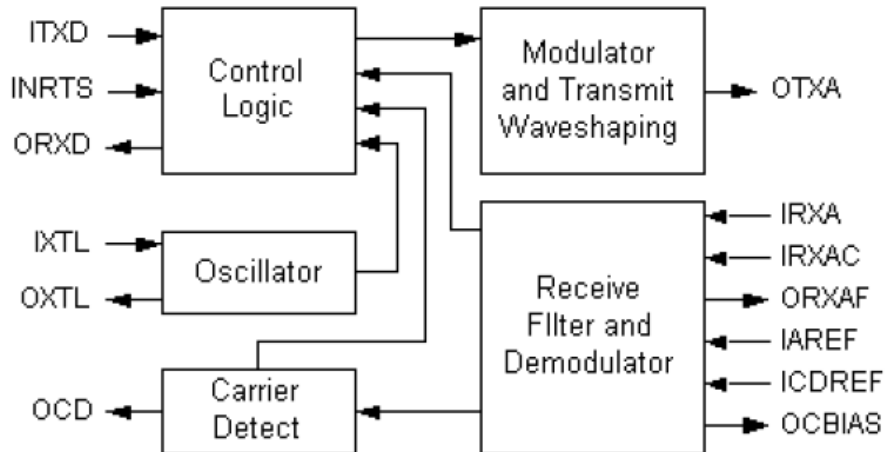 ITXD
INRTS
ORXD
Control
Logic
Modulator
and Transmit
Waveshaping
OTXA
IXTL
OXTL
Oscillator
OCD
Carrier
Detect
Receive
FIlter and
Demodulator
IRXA
IRXAC
ORXAF
IAREF
ICDREF
OCBIAS